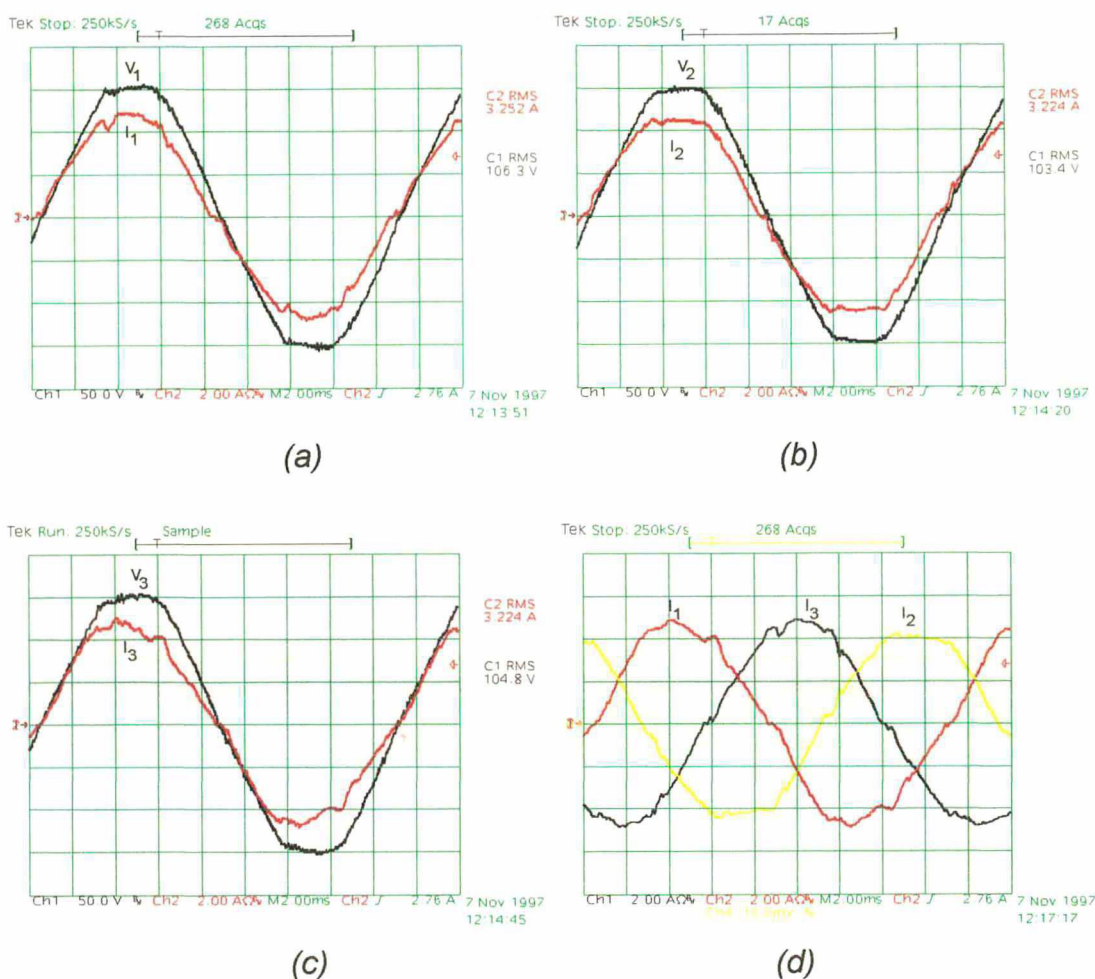 Tek Stop: 250kS/s 268 Acqs
V1
I1
C2 RMS
3.252 A
C1 RMS
106.3 V
Ch1 50.0 V Ch2 2.00 AΩ M2.00ms Ch2 2.76 A 7 Nov 1997
12:13:51
(a)
Tek Stop: 250kS/s 17 Acqs
V2
I2
C2 RMS
3.224 A
C1 RMS
103.4 V
Ch1 50.0 V Ch2 2.00 AΩ M2.00ms Ch2 2.76 A 7 Nov 1997
12:14:20
(b)
Tek Run: 250kS/s Sample
V3
I3
C2 RMS
3.224 A
C1 RMS
104.8 V
Ch1 50.0 V Ch2 2.00 AΩ M2.00ms Ch2 2.76 A 7 Nov 1997
12:14:45
(c)
Tek Stop: 250kS/s 268 Acqs
I1 I3 I2
Ch1 2.00 AΩ Ch2 2.00 AΩ M2.00ms Ch2 2.76 A 7 Nov 1997
12:17:17
(d)